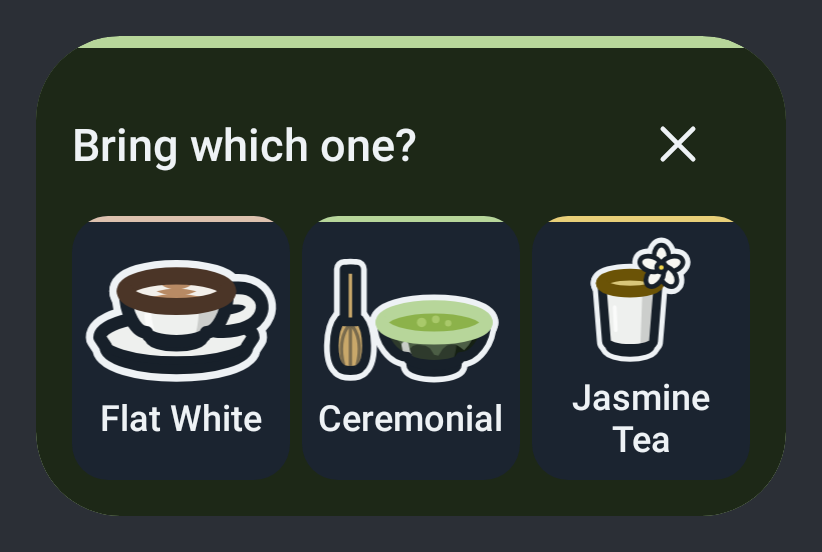 Bring which one?
Flat White
Ceremonial
Jasmine
Tea